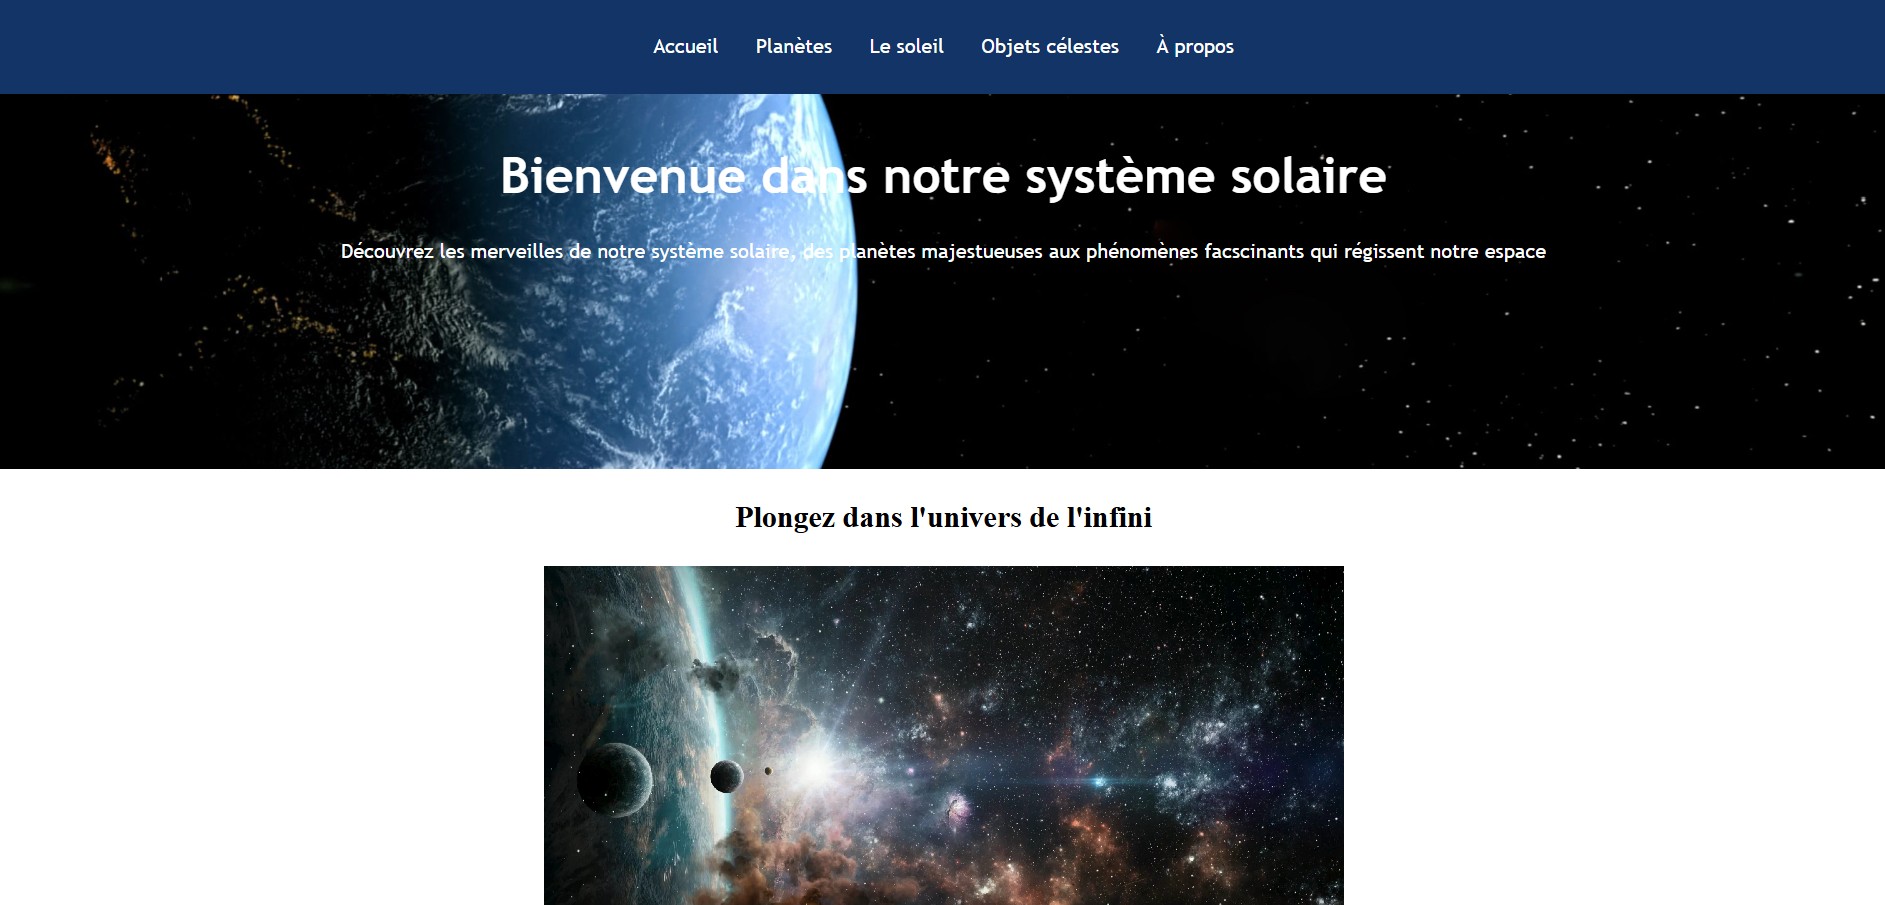 Accueil Planètes Le soleil Objets célestes À propos
Bienvenue dans notre système solaire
Découvrez les merveilles de notre système solaire, des planètes majestueuses aux phénomènes facscinants qui régissent notre espace
Plongez dans l'univers de l'infini